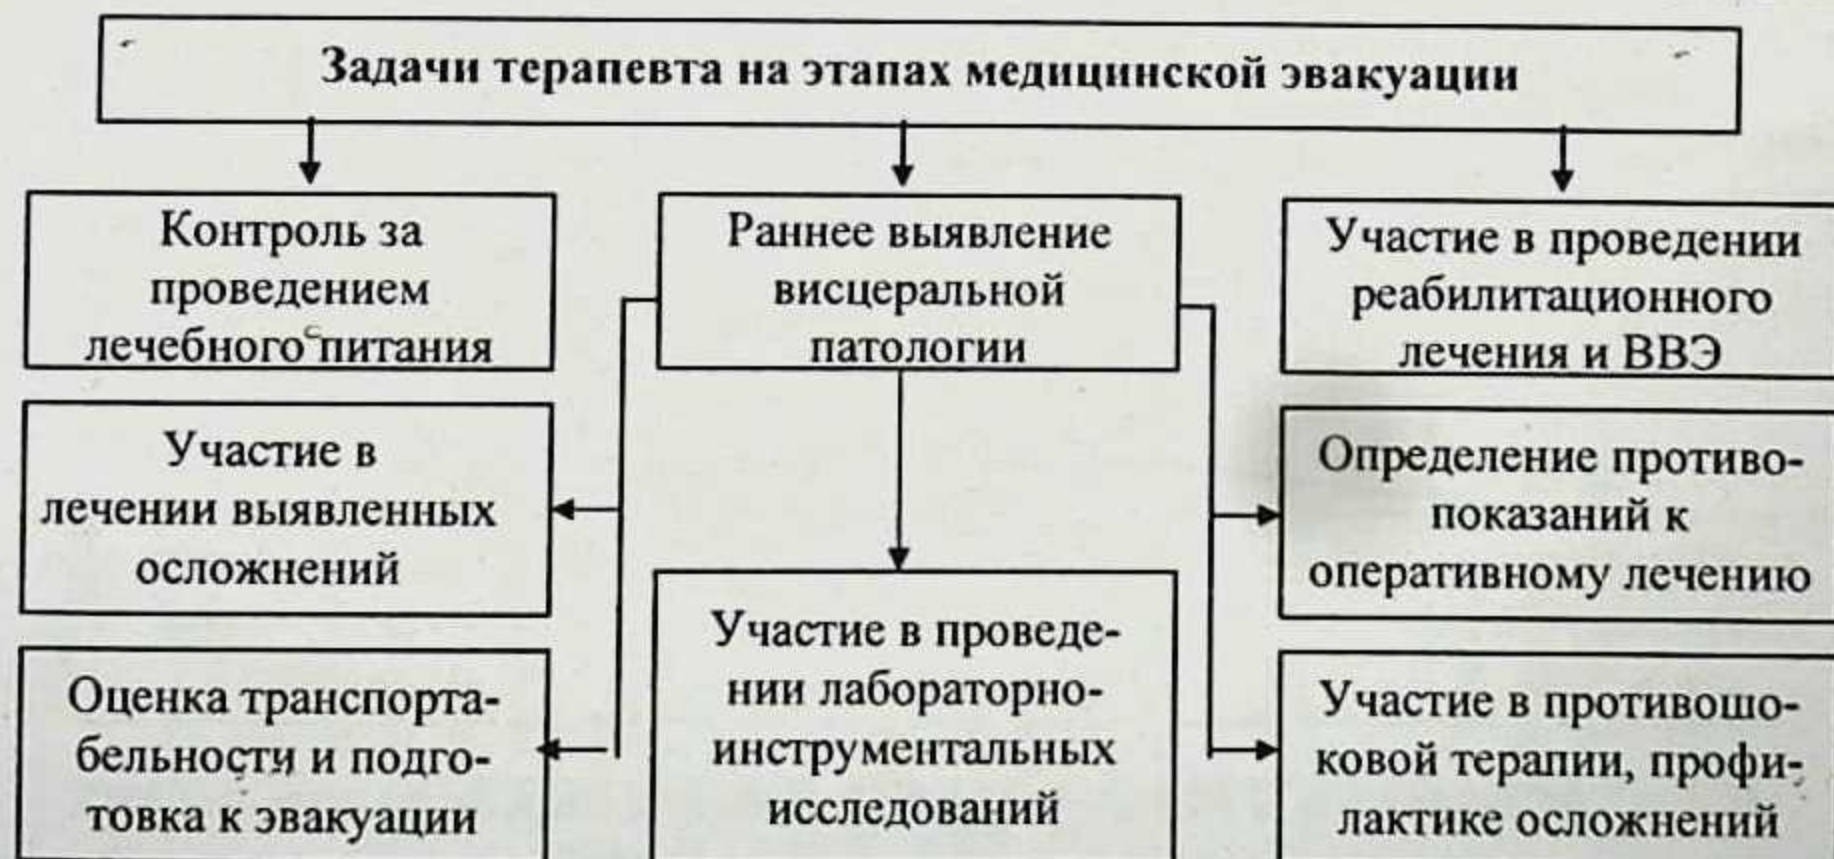 Задачи терапевта на этапах медицинской эвакуации
Контроль за
проведением
лечебного питания
Раннее выявление
висцеральной
патологии
Участие в проведении
реабилитационного
лечения и ВВЭ
Участие в
лечении выявленных
осложнений
Определение противо-
показаний к
оперативному лечению
Оценка транспорта-
бельности и подго-
товка к эвакуации
Участие в проведе-
нии лабораторно-
инструментальных
исследований
Участие в противошо-
ковой терапии, профи-
лактике осложнений